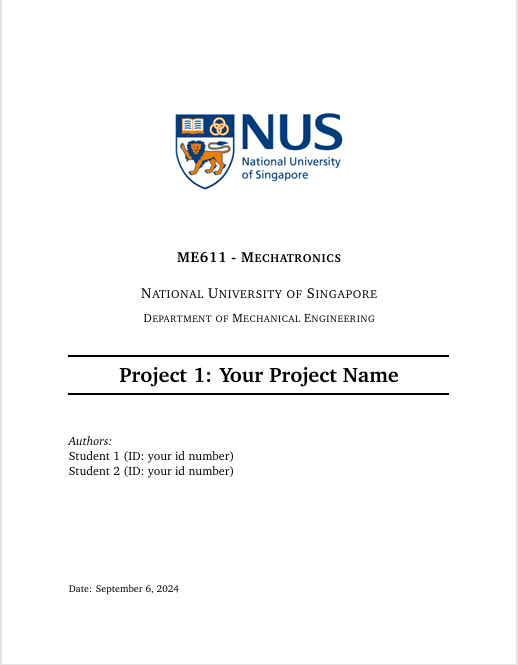 NUS
National University
of Singapore
ME611 - Mechatronics
National University of Singapore
Department of Mechanical Engineering
Project 1: Your Project Name
Authors:
Student 1 (ID: your id number)
Student 2 (ID: your id number)
Date: September 6, 2024